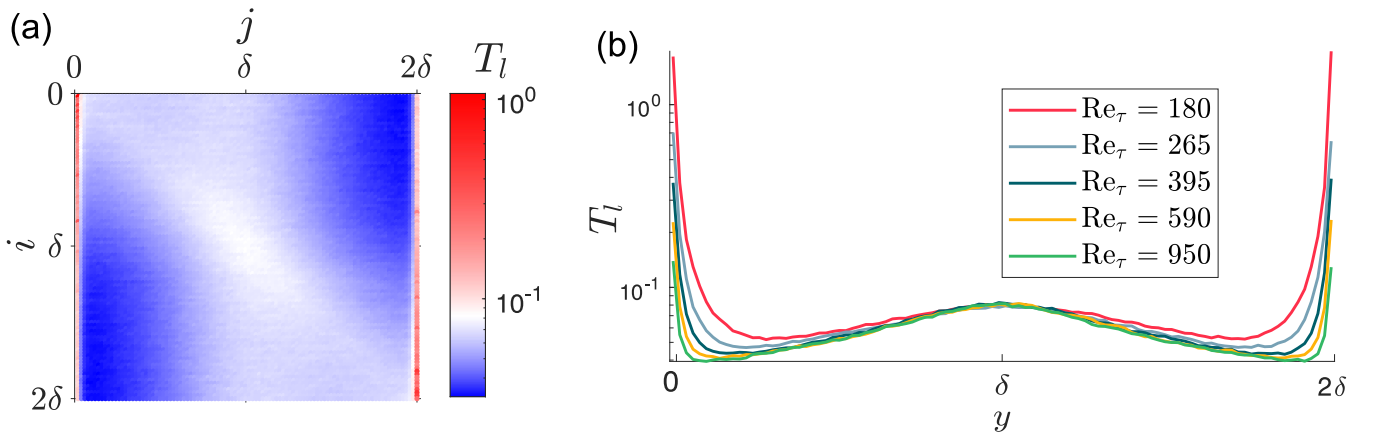 (a)
j
0 δ 2δ
T_l
0
i
δ
2δ
10^0
10^-1
(b)
T_l
10^0
10^-1
Re_τ = 180
Re_τ = 265
Re_τ = 395
Re_τ = 590
Re_τ = 950
0 δ 2δ
y